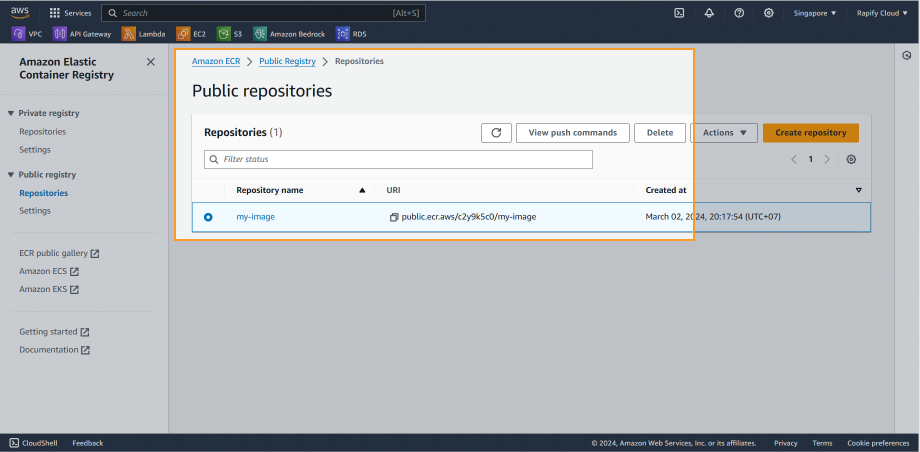 aws Services Search [Alt+S] Singapore ▼ Rapify Cloud ▼
VPC API Gateway Lambda EC2 S3 Amazon Bedrock RDS
Amazon Elastic
Container Registry
Private registry
Repositories
Settings
Public registry
Repositories
Settings
ECR public gallery
Amazon ECS
Amazon EKS
Getting started
Documentation
Amazon ECR > Public Registry > Repositories
Public repositories
Repositories (1) View push commands Delete Actions ▼ Create repository
Filter status < 1 >
Repository name ▲ URI Created at
my-image public.ecr.aws/c2y9k5c0/my-image March 02, 2024, 20:17:54 (UTC+07)
CloudShell Feedback © 2024, Amazon Web Services, Inc. or its affiliates. Privacy Terms Cookie preferences